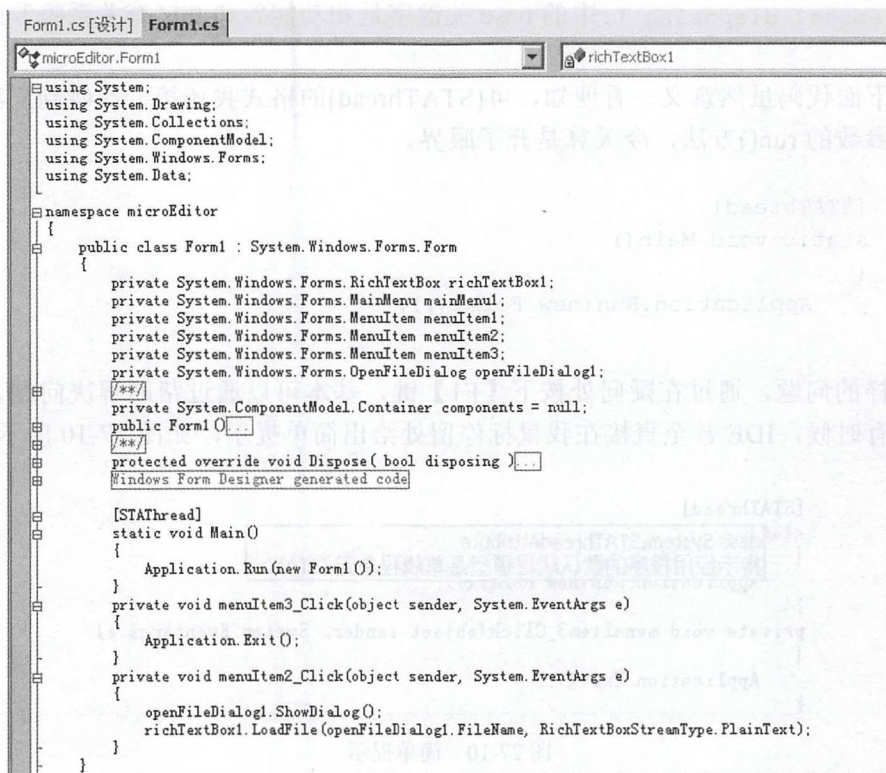 Form1.cs [设计] Form1.cs
microEditor.Form1 richTextBox1
using System;
using System.Drawing;
using System.Collections;
using System.ComponentModel;
using System.Windows.Forms;
using System.Data;
namespace microEditor
{
public class Form1 : System.Windows.Forms.Form
{
private System.Windows.Forms.RichTextBox richTextBox1;
private System.Windows.Forms.MainMenu mainMenu1;
private System.Windows.Forms.MenuItem menuItem1;
private System.Windows.Forms.MenuItem menuItem2;
private System.Windows.Forms.MenuItem menuItem3;
private System.Windows.Forms.OpenFileDialog openFileDialog1;
/**/
private System.ComponentModel.Container components = null;
public Form1()...
/**/
protected override void Dispose( bool disposing )...
Windows Form Designer generated code
[STAThread]
static void Main()
{
Application.Run(new Form1());
}
private void menuItem3_Click(object sender, System.EventArgs e)
{
Application.Exit();
}
private void menuItem2_Click(object sender, System.EventArgs e)
{
openFileDialog1.ShowDialog();
richTextBox1.LoadFile(openFileDialog1.FileName, RichTextBoxStreamType.PlainText);
}
}